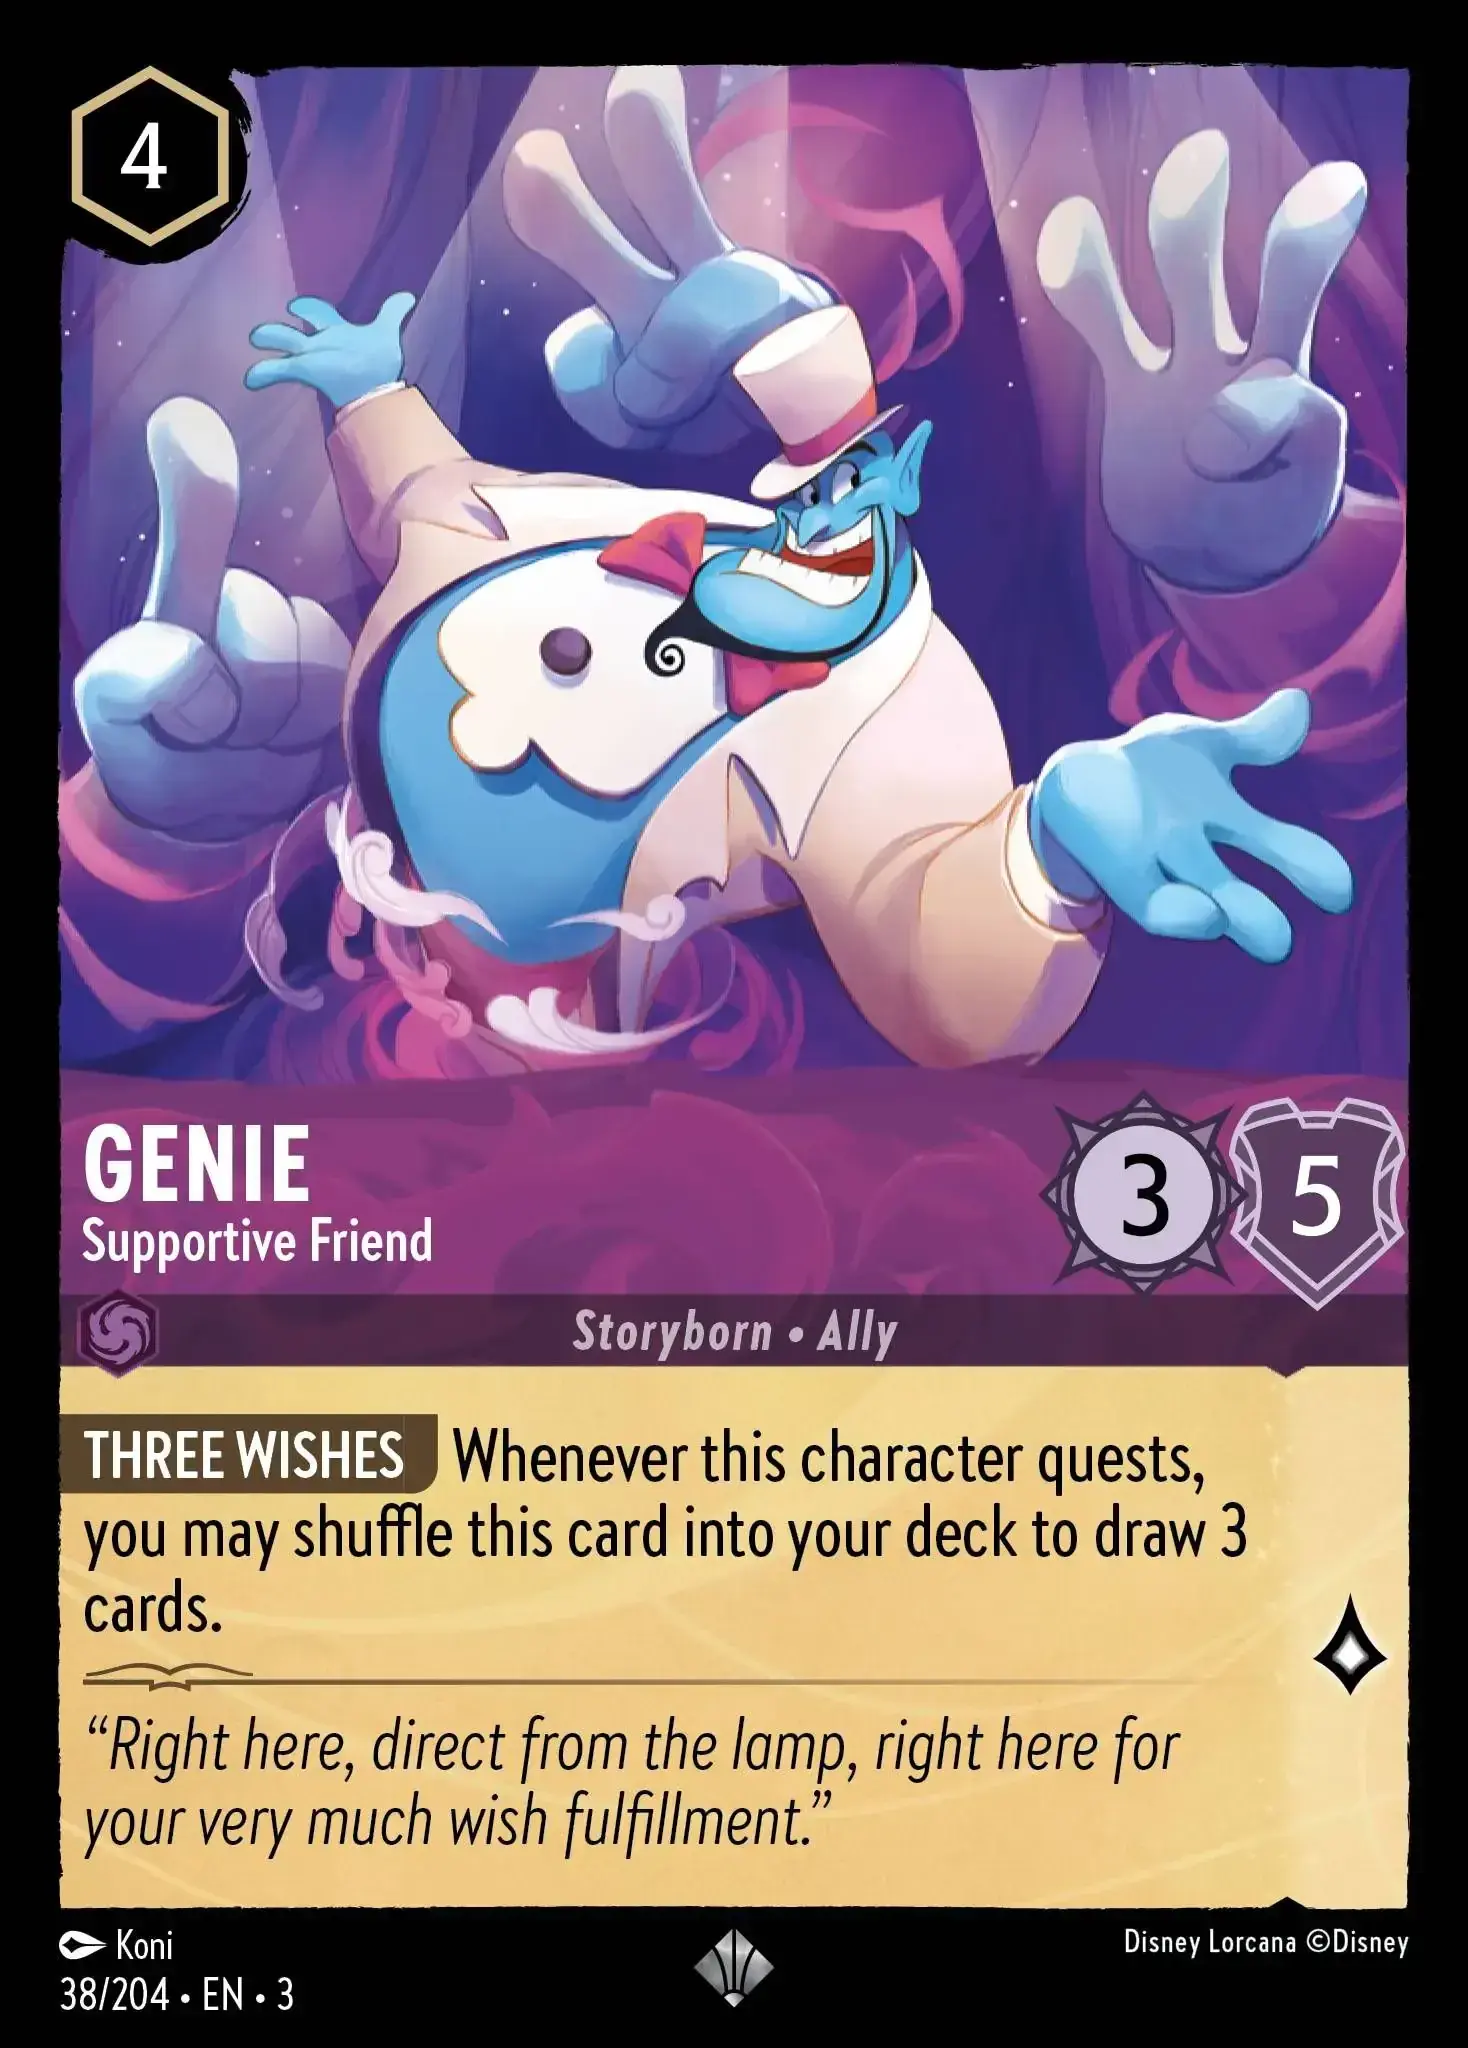 4
GENIE
Supportive Friend
3
5
Storyborn • Ally
THREE WISHES Whenever this character quests,
you may shuffle this card into your deck to draw 3
cards.
“Right here, direct from the lamp, right here for
your very much wish fulfillment.”
Koni
Disney Lorcana ©Disney
38/204 • EN • 3